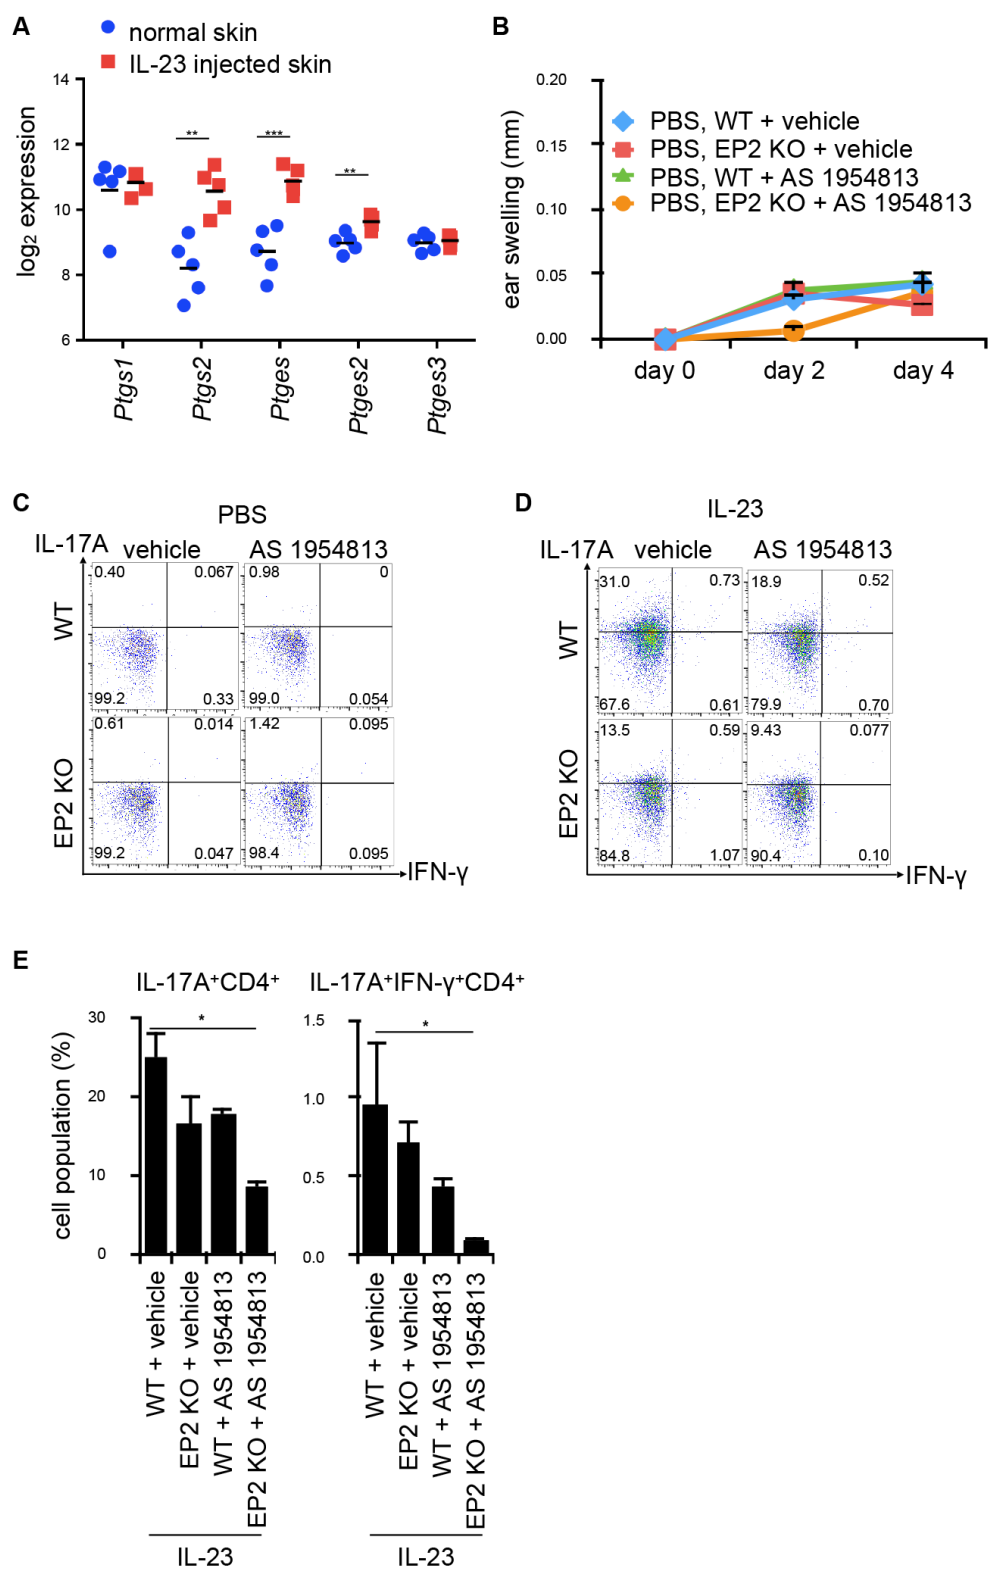 A
normal skin
IL-23 injected skin
log2 expression
14
12
10
8
6
**
***
**
Ptgs1
Ptgs2
Ptges
Ptges2
Ptges3
B
ear swelling (mm)
0.20
0.15
0.10
0.05
0.00
PBS, WT + vehicle
PBS, EP2 KO + vehicle
PBS, WT + AS 1954813
PBS, EP2 KO + AS 1954813
day 0
day 2
day 4
C
PBS
IL-17A
vehicle
AS 1954813
WT
0.40
0.067
99.2
0.33
0.98
0
99.0
0.054
EP2 KO
0.61
0.014
99.2
0.047
1.42
0.095
98.4
0.095
IFN-γ
D
IL-23
IL-17A
vehicle
AS 1954813
WT
31.0
0.73
67.6
0.61
18.9
0.52
79.9
0.70
EP2 KO
13.5
0.59
84.8
1.07
9.43
0.077
90.4
0.10
IFN-γ
E
IL-17A+CD4+
cell population (%)
30
20
10
0
*
WT + vehicle
EP2 KO + vehicle
WT + AS 1954813
EP2 KO + AS 1954813
IL-23
IL-17A+IFN-γ+CD4+
1.5
1.0
0.5
0.0
*
WT + vehicle
EP2 KO + vehicle
WT + AS 1954813
EP2 KO + AS 1954813
IL-23